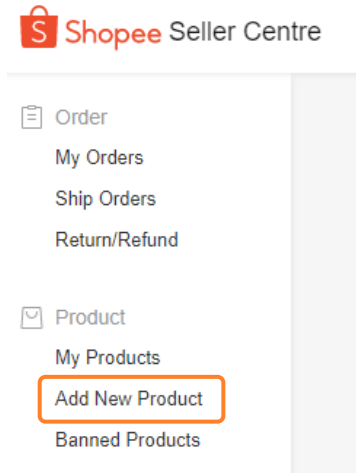 Shopee Seller Centre
Order
My Orders
Ship Orders
Return/Refund
Product
My Products
Add New Product
Banned Products